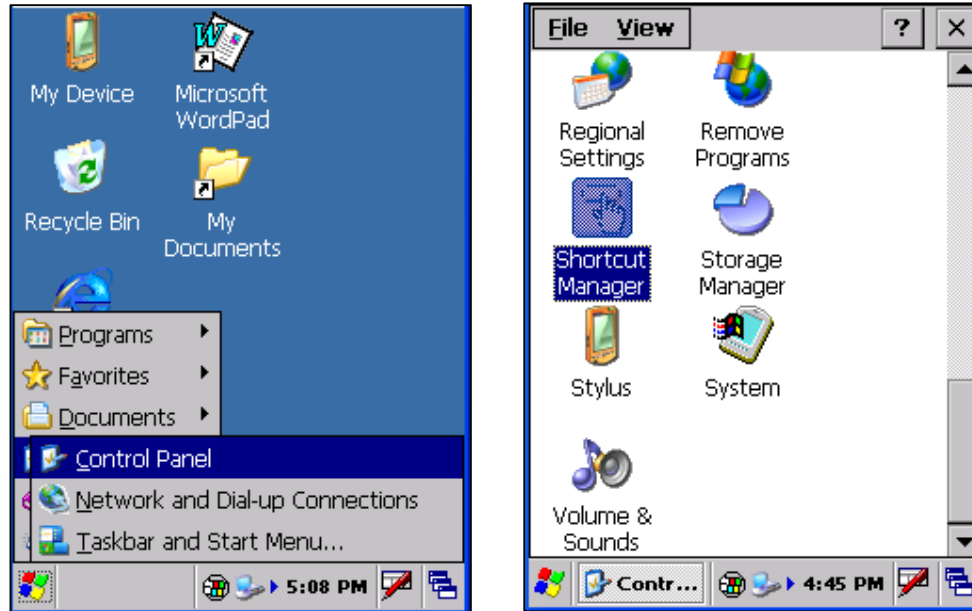 My Device
Microsoft
WordPad
Recycle Bin
My
Documents
Programs
Favorites
Documents
Control Panel
Network and Dial-up Connections
Taskbar and Start Menu...
5:08 PM
File View ? ×
Regional
Settings
Remove
Programs
Shortcut
Manager
Storage
Manager
Stylus
System
Volume &
Sounds
Contr... 4:45 PM